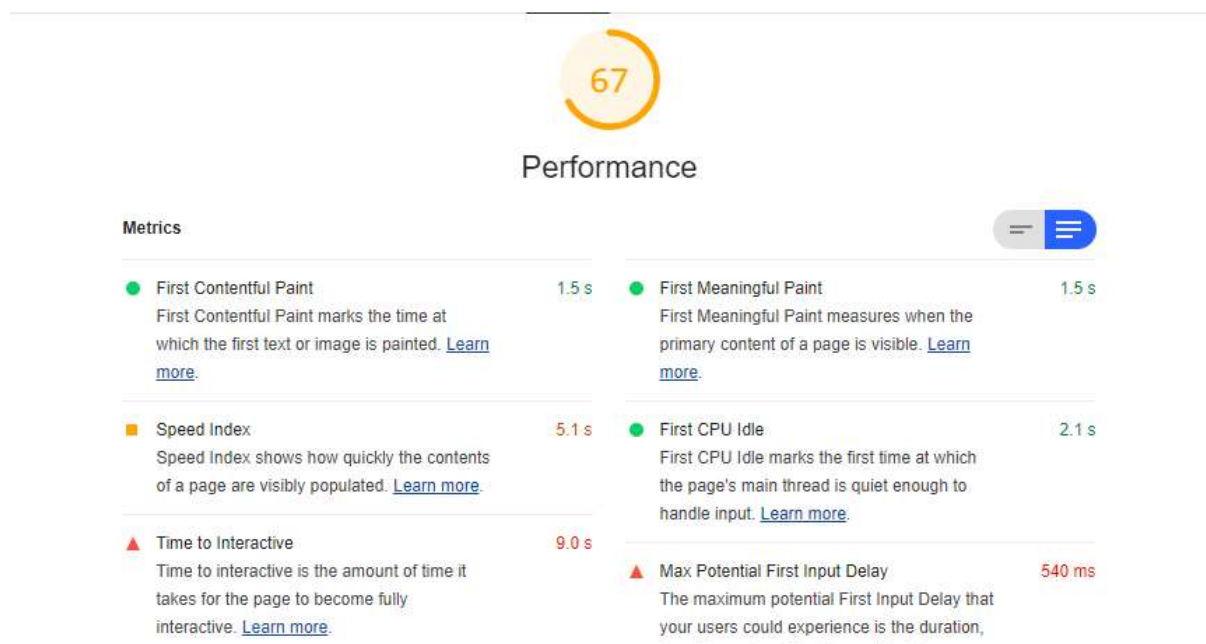 67
Performance
Metrics
First Contentful Paint 1.5 s
First Contentful Paint marks the time at
which the first text or image is painted. Learn
more.
First Meaningful Paint 1.5 s
First Meaningful Paint measures when the
primary content of a page is visible. Learn
more.
Speed Index 5.1 s
Speed Index shows how quickly the contents
of a page are visibly populated. Learn more.
First CPU Idle 2.1 s
First CPU Idle marks the first time at which
the page's main thread is quiet enough to
handle input. Learn more.
Time to Interactive 9.0 s
Time to interactive is the amount of time it
takes for the page to become fully
interactive. Learn more.
Max Potential First Input Delay 540 ms
The maximum potential First Input Delay that
your users could experience is the duration,